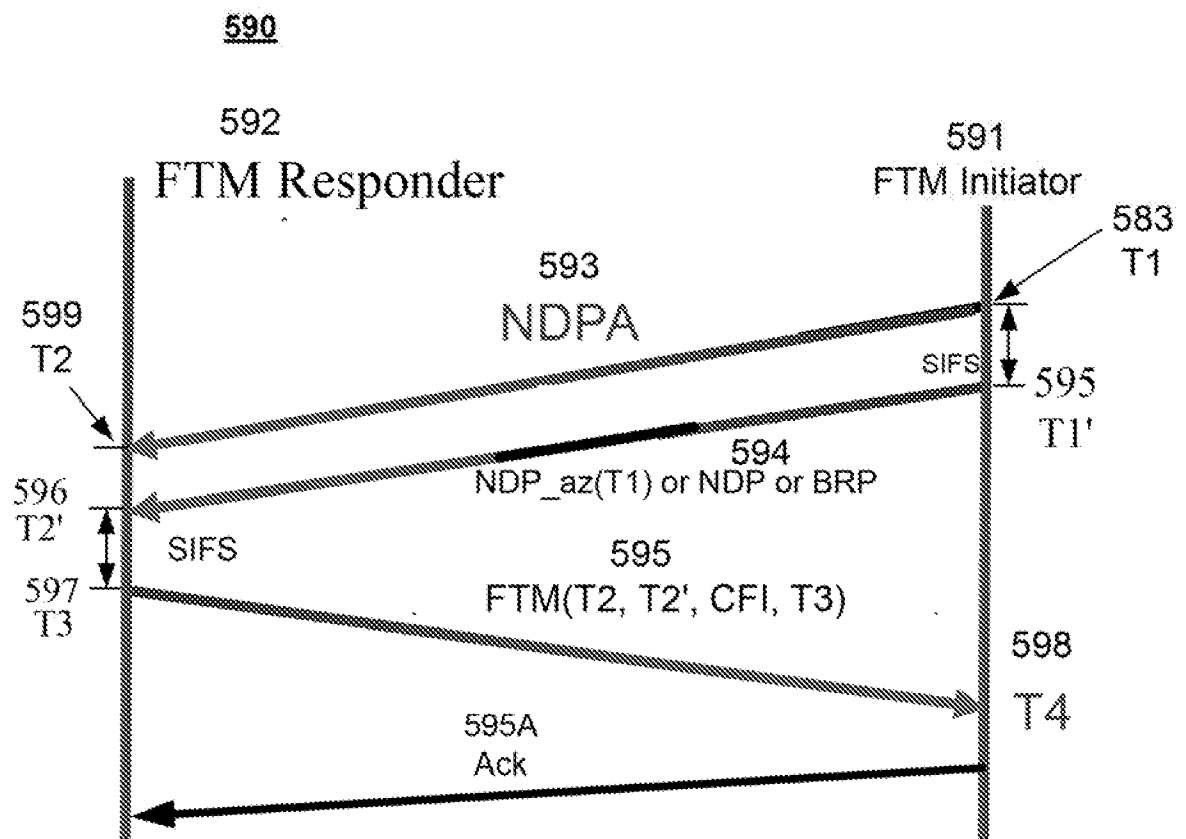 590
592
FTM Responder
591
FTM Initiator
583
T1
593
NDPA
599
T2
SIFS
595
T1'
594
NDP_az(T1) or NDP or BRP
596
T2'
SIFS
595
FTM(T2, T2', CFI, T3)
597
T3
598
T4
595A
Ack